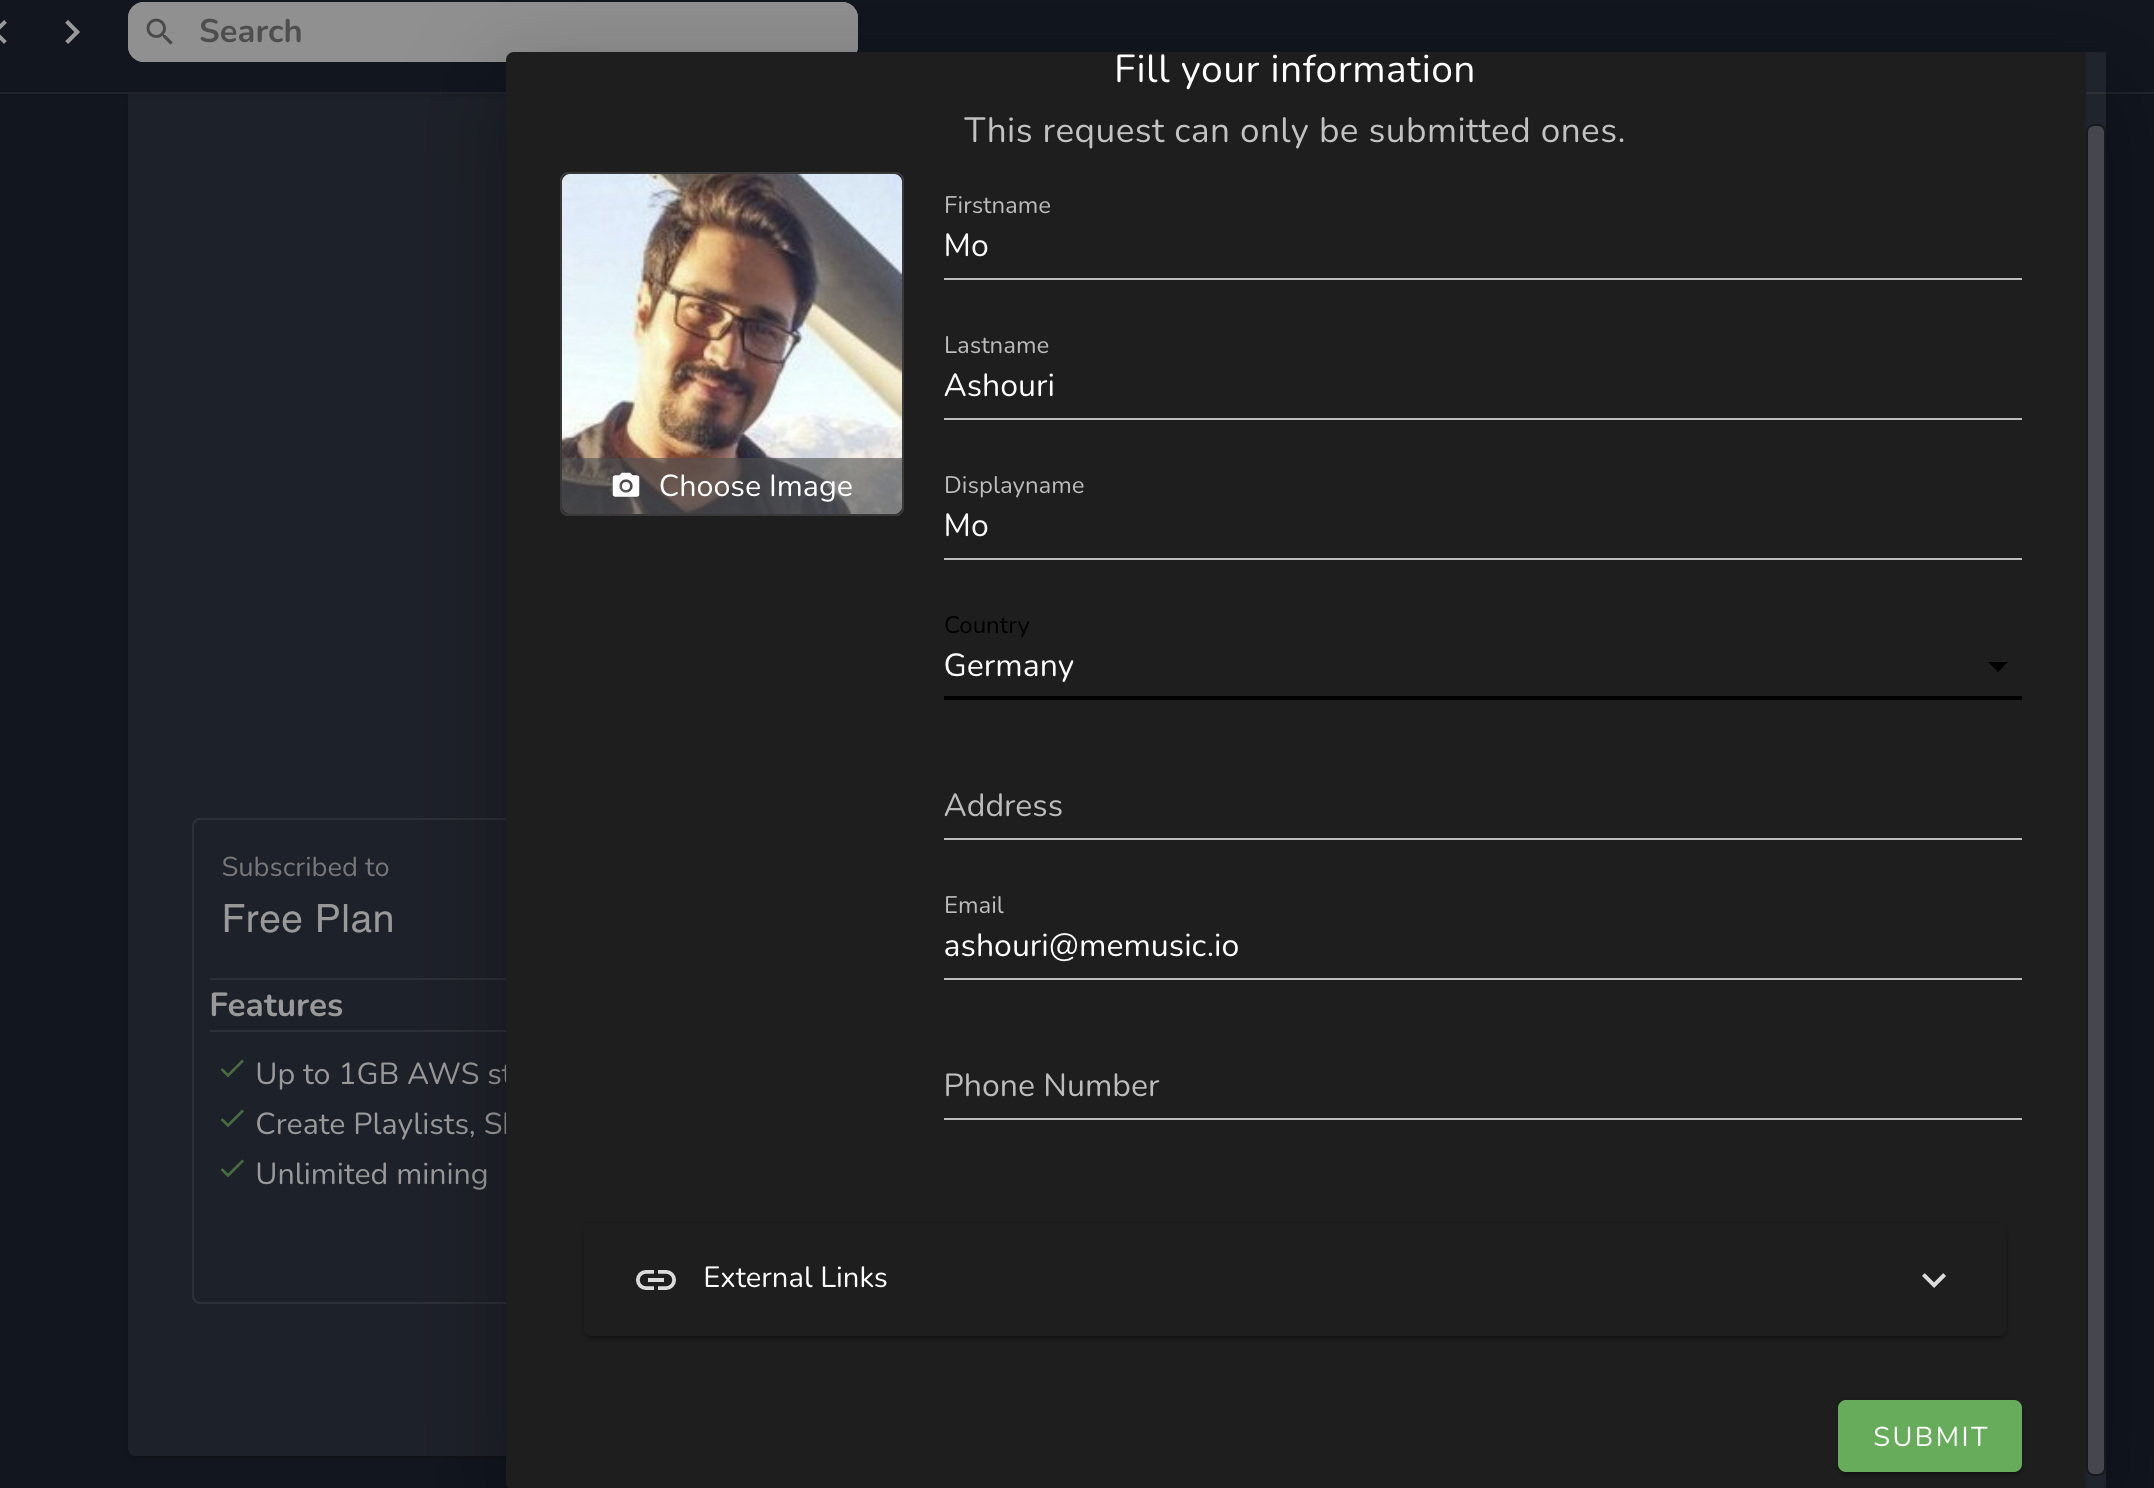 Search
Fill your information
This request can only be submitted ones.
Choose Image
Firstname
Mo
Lastname
Ashouri
Displayname
Mo
Country
Germany
Address
Email
ashouri@memusic.io
Phone Number
External Links
SUBMIT
Subscribed to
Free Plan
Features
Up to 1GB AWS
Create Playlists,
Unlimited mining